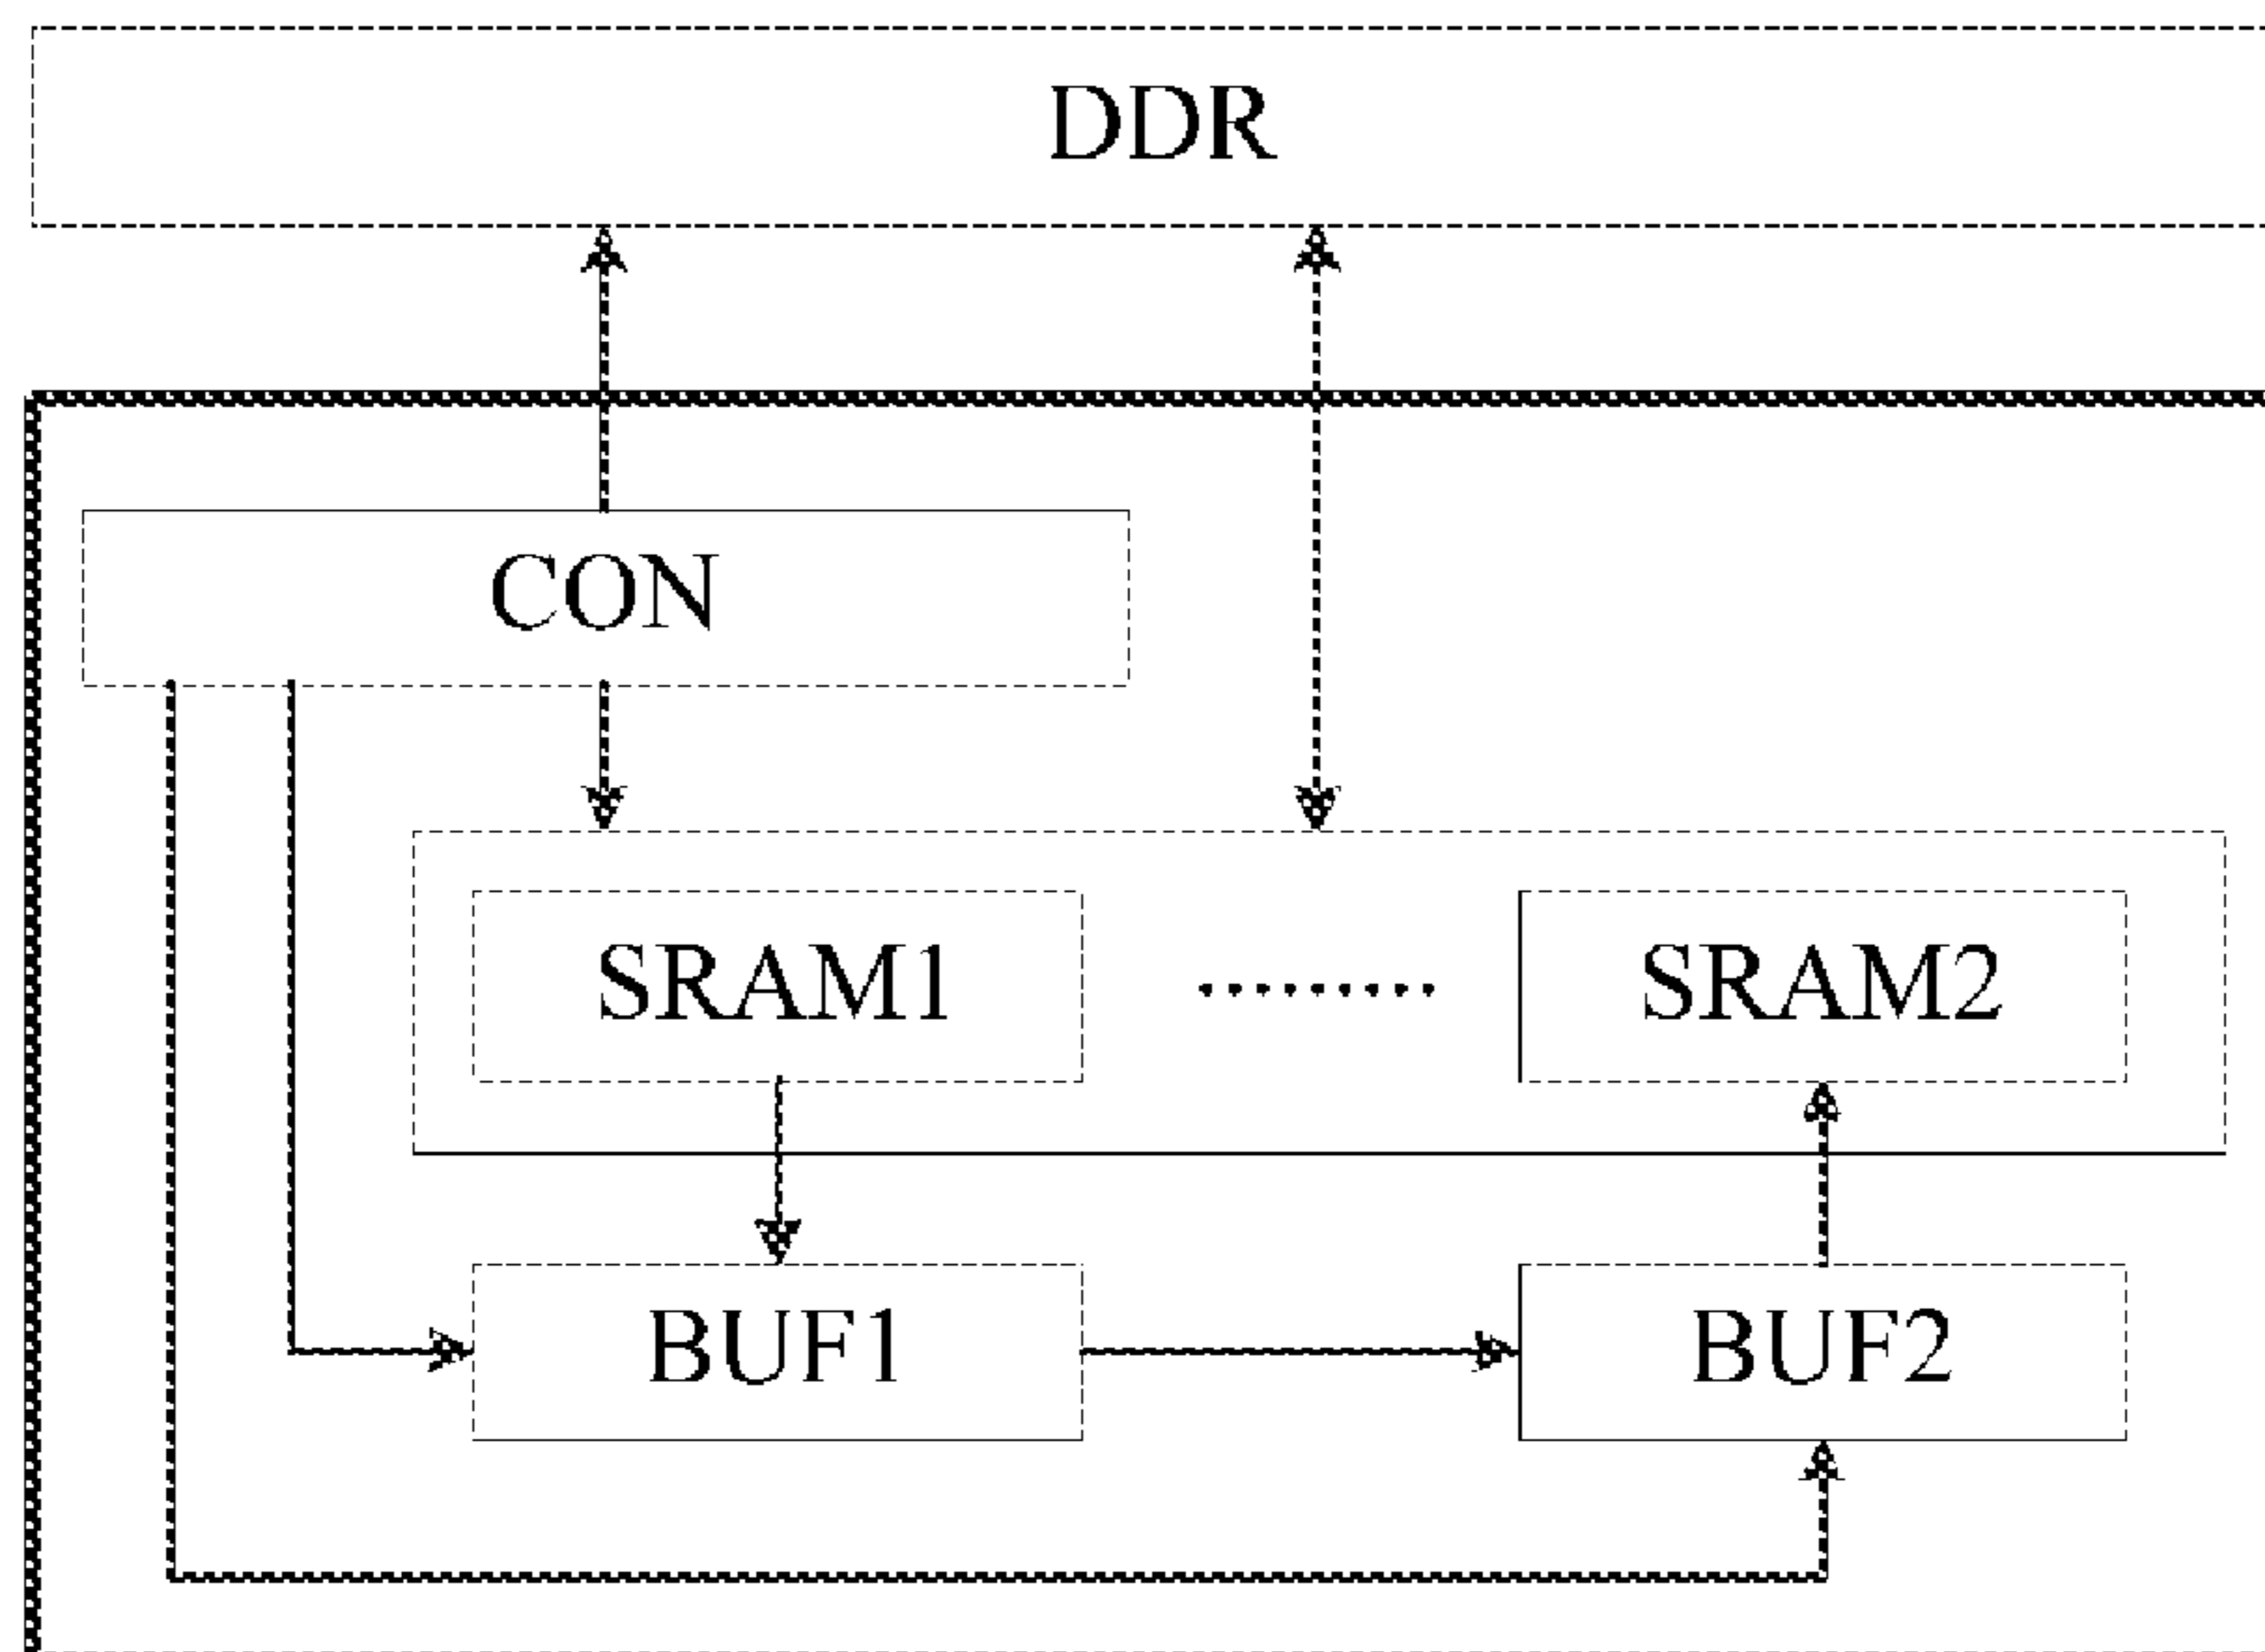 DDR
CON
SRAM1 ......... SRAM2
BUF1 BUF2